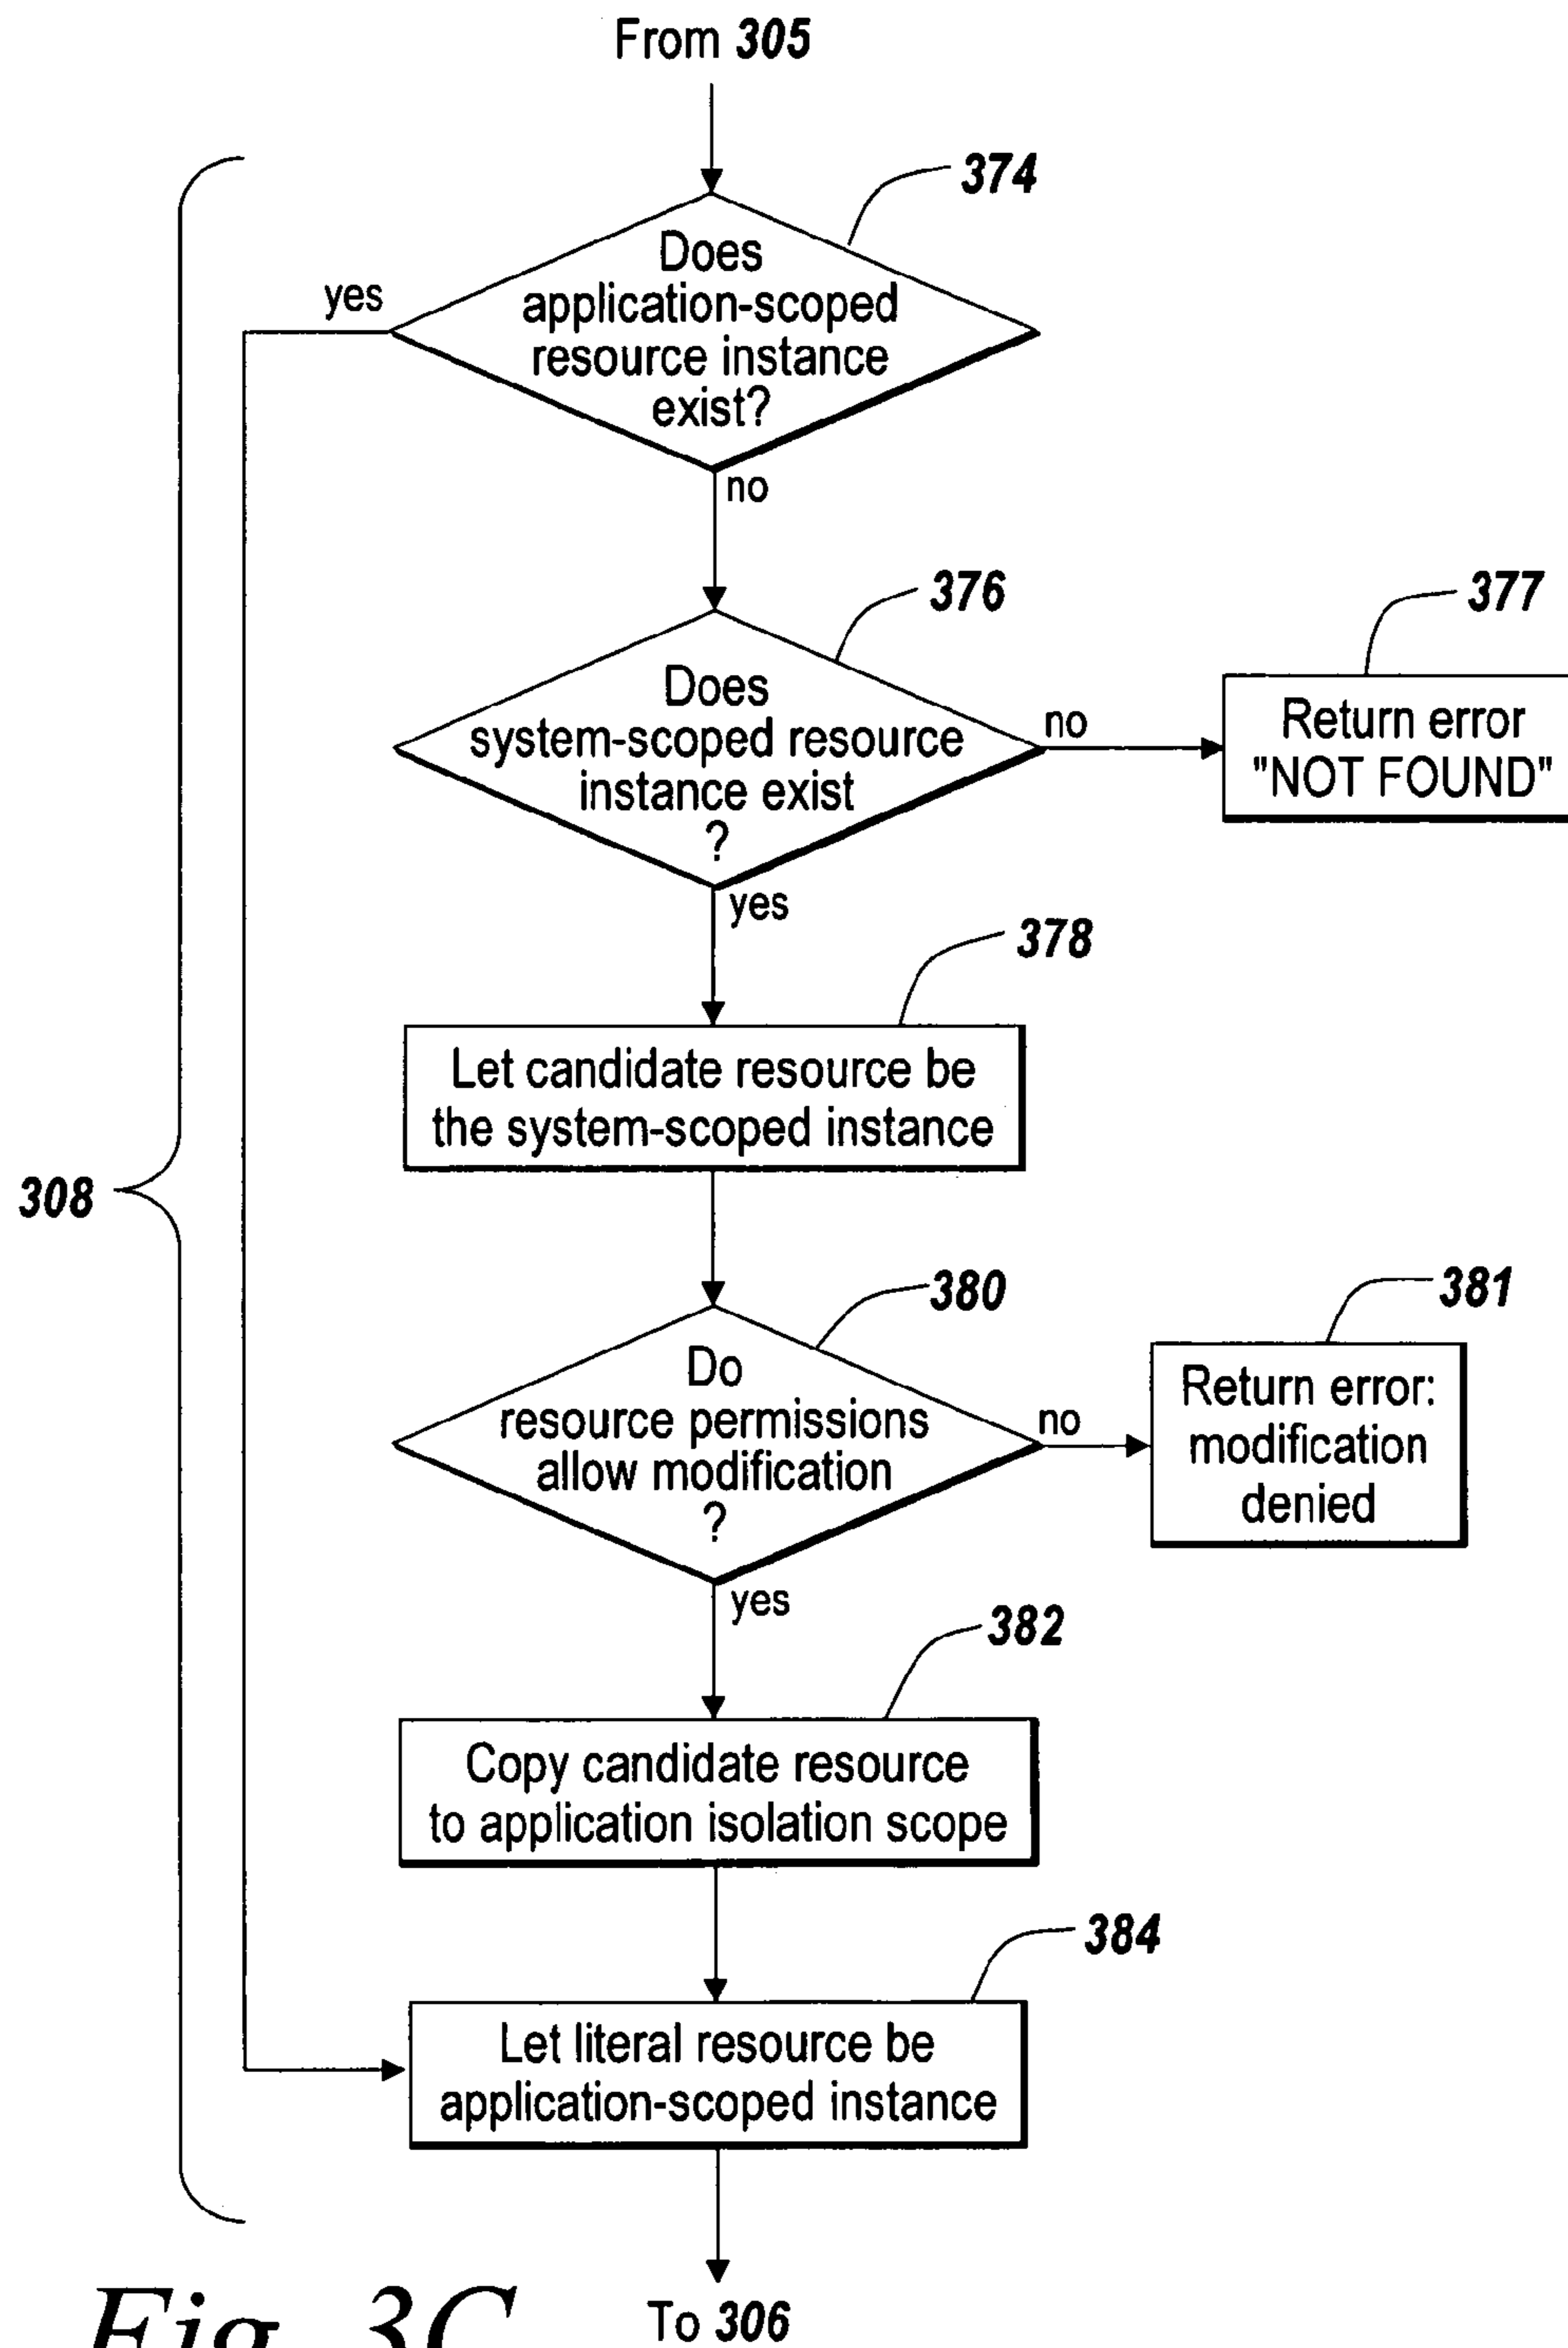 From 305
374
Does
application-scoped
resource instance
exist?
yes
no
376
Does
system-scoped resource
instance exist
?
no
yes
377
Return error
"NOT FOUND"
378
Let candidate resource be
the system-scoped instance
308
380
Do
resource permissions
allow modification
?
no
yes
381
Return error:
modification
denied
382
Copy candidate resource
to application isolation scope
384
Let literal resource be
application-scoped instance
To 306
Fig. 3C